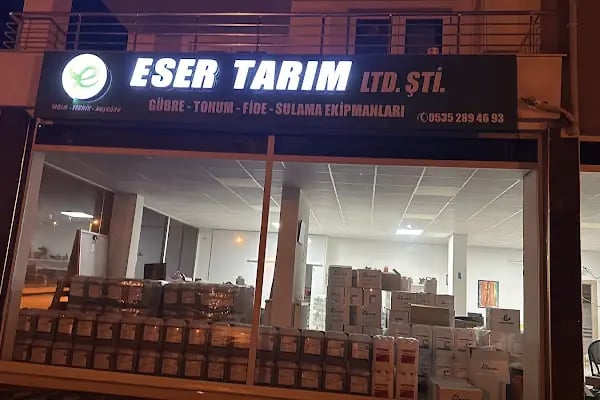 ESER TARIM LTD. ŞTİ.
GÜBRE - TOHUM - FİDE - SULAMA EKİPMANLARI
0535 289 46 93